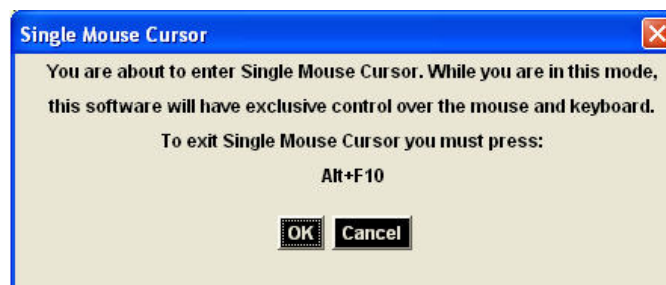 Single Mouse Cursor
You are about to enter Single Mouse Cursor. While you are in this mode,
this software will have exclusive control over the mouse and keyboard.
To exit Single Mouse Cursor you must press:
Alt+F10
OK Cancel